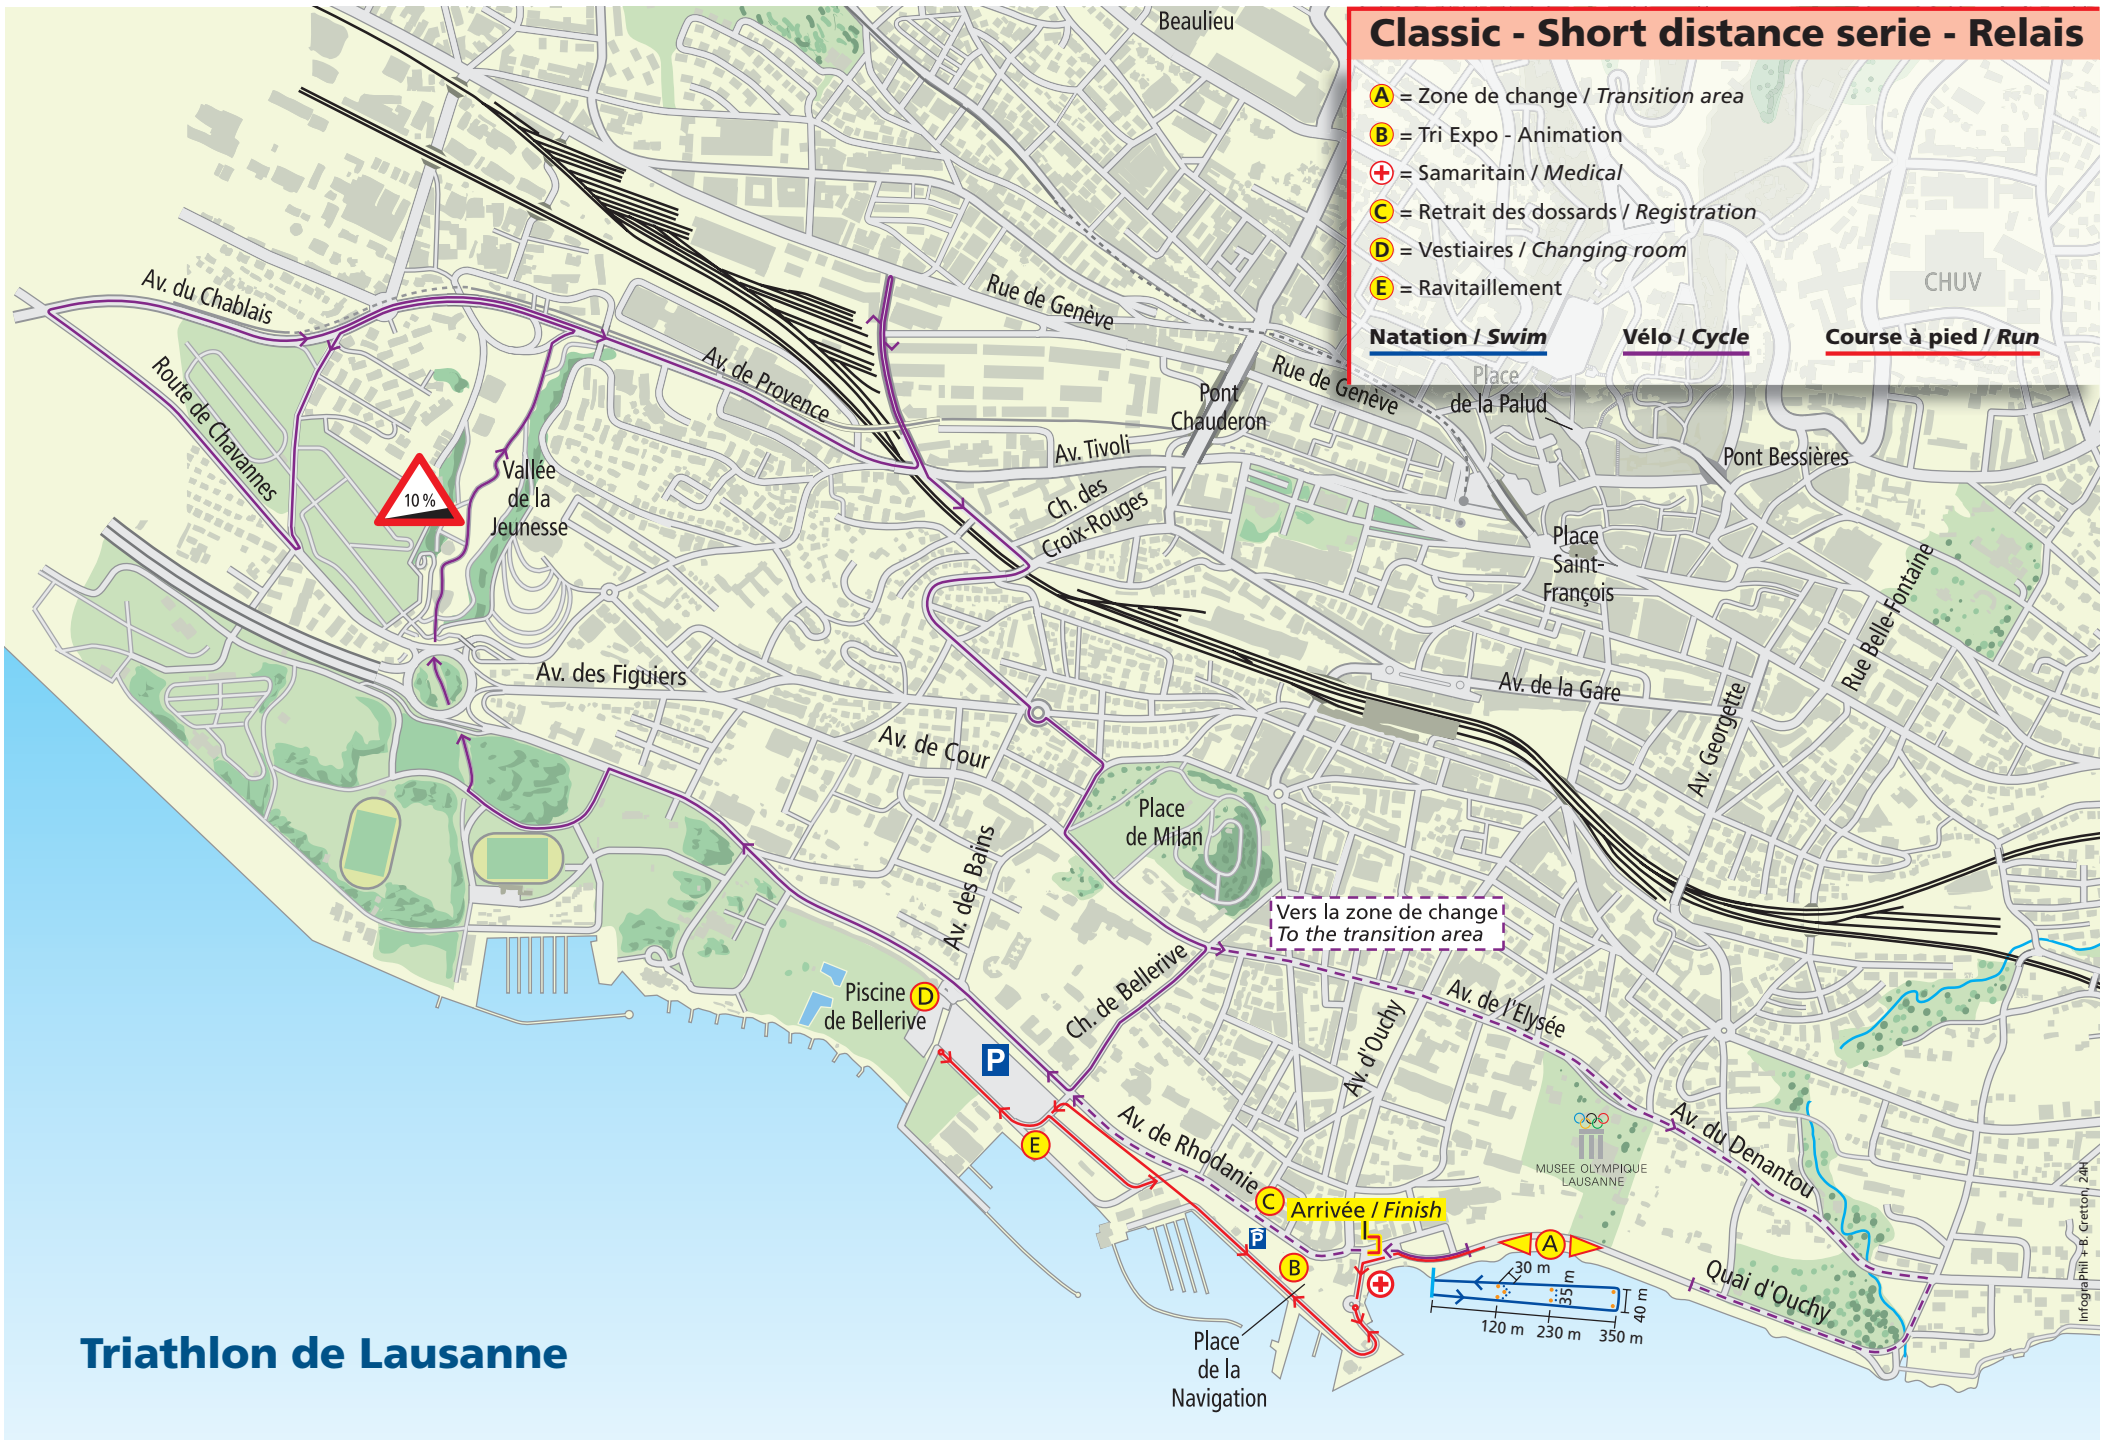 Beaulieu
Classic - Short distance serie - Relais
A = Zone de change / Transition area
B = Tri Expo - Animation
= Samaritain / Medical
C = Retrait des dossards / Registration
D = Vestiaires / Changing room
E = Ravitaillement
Natation / Swim
Vélo / Cycle
Course à pied / Run
CHUV
Place
de la Palud
Av. du Chablais
Rue de Genève
Rue de Genève
Av. de Provence
Route de Chavannes
Pont
Chauderon
Av. Tivoli
Pont Bessières
10 %
Vallée
de la
Jeunesse
Ch. des
Croix-Rouges
Place
Saint-
François
Rue Belle-Fontaine
Av. des Figuiers
Av. de la Gare
Av. Georgette
Av. de Cour
Place
de Milan
Av. des Bains
Vers la zone de change
To the transition area
Piscine
de Bellerive
D
P
Ch. de Bellerive
Av. de l'Elysée
Av. d'Ouchy
E
Av. de Rhodanie
Av. du Denantou
MUSEE OLYMPIQUE
LAUSANNE
C
Arrivée / Finish
P
B
A
30 m
35 m
40 m
120 m
230 m
350 m
Quai d'Ouchy
Place
de la
Navigation
Triathlon de Lausanne
InfograPhil + B. Cretton, 24H